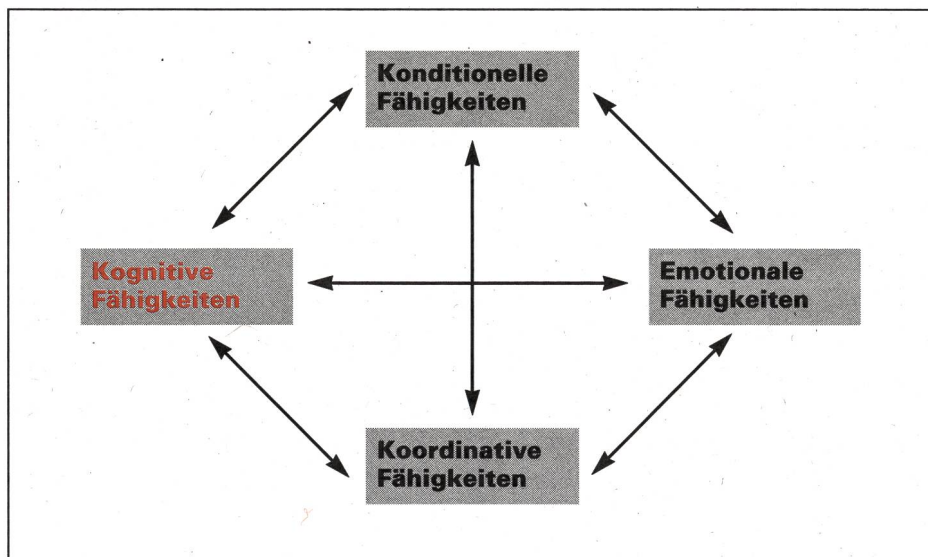 Konditionelle
Fähigkeiten
Kognitive
Fähigkeiten
Emotionale
Fähigkeiten
Koordinative
Fähigkeiten